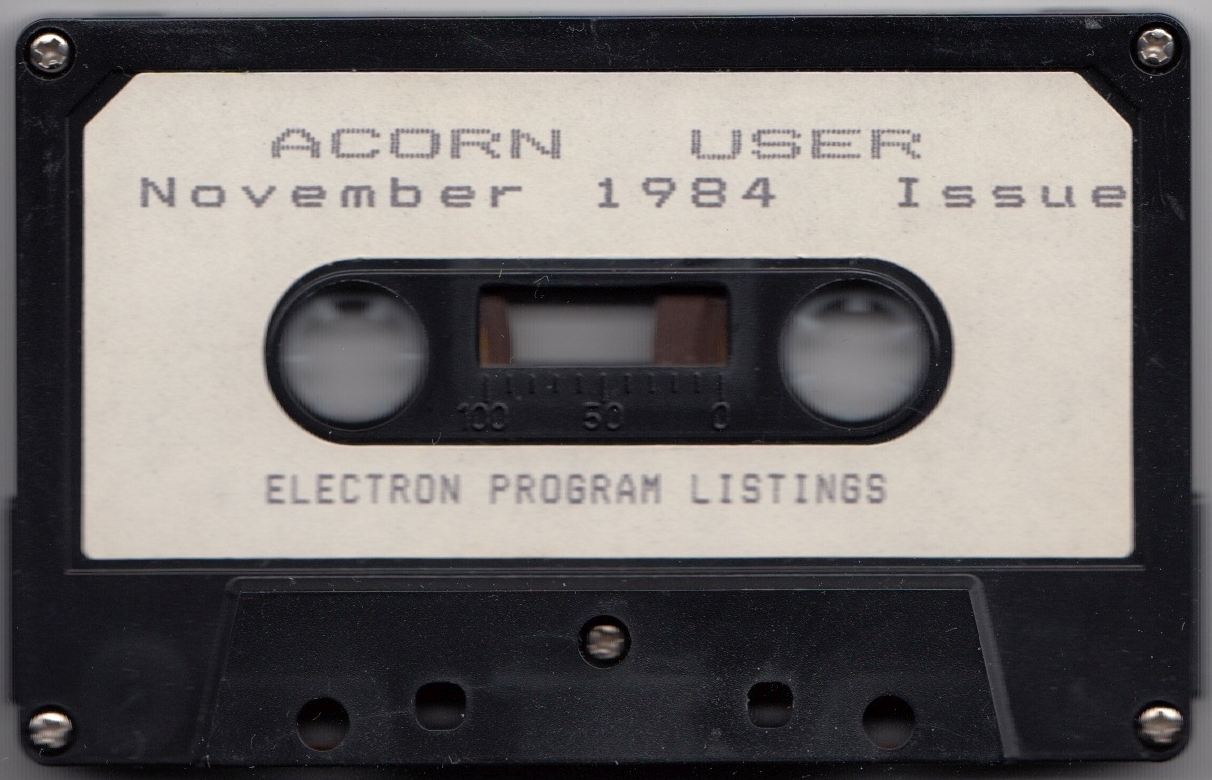 ACORN USER
November 1984 Issue
100 50 0
ELECTRON PROGRAM LISTINGS